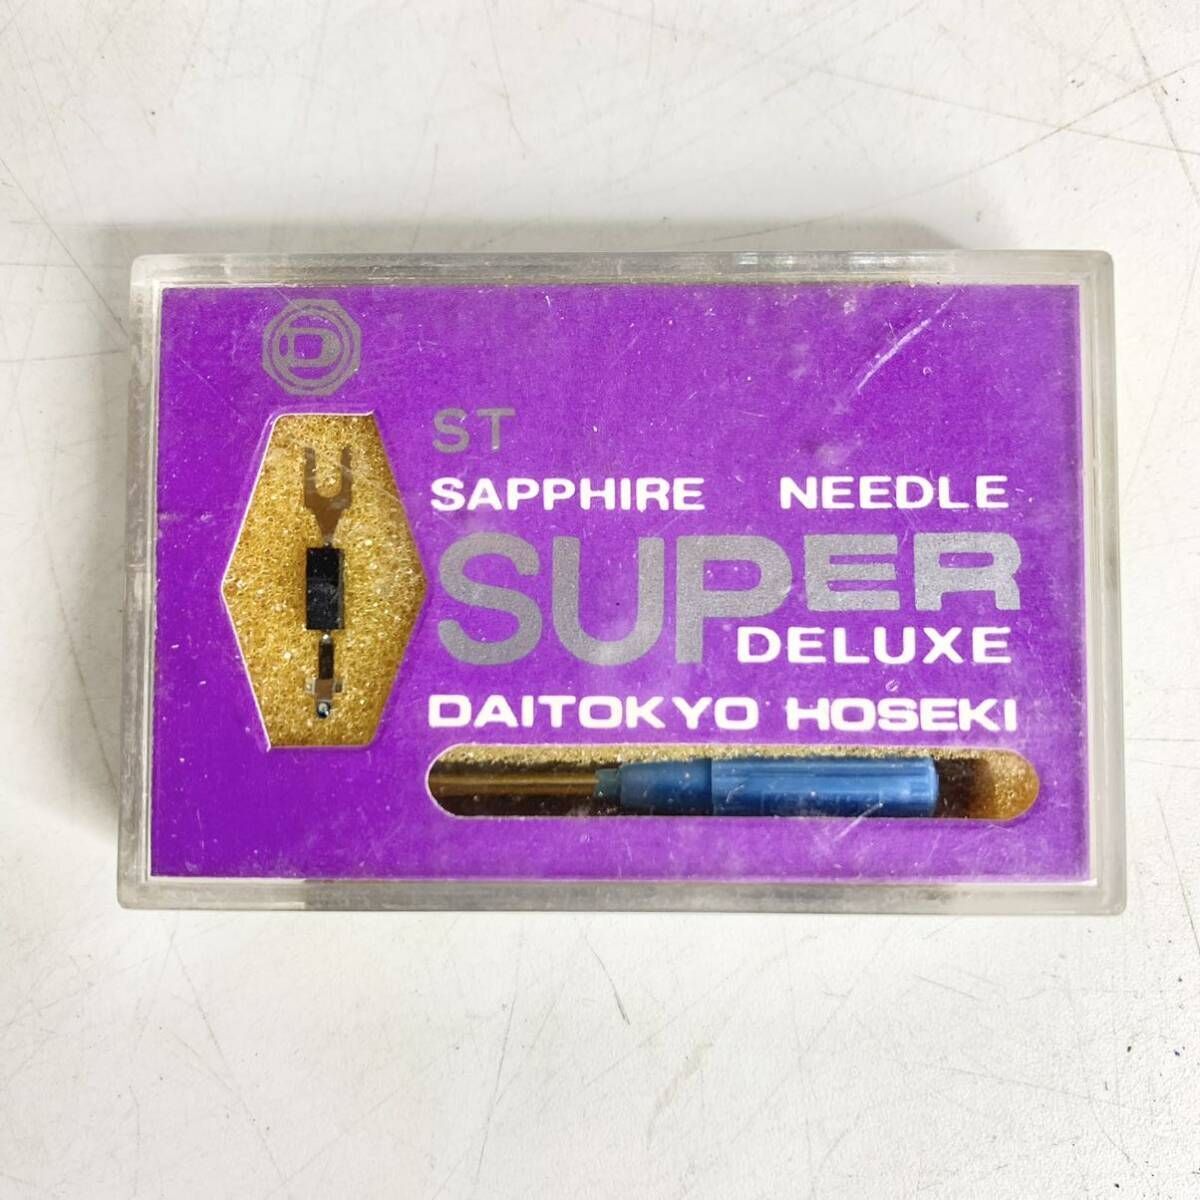 D
ST
SAPPHIRE NEEDLE
SUPER
DELUXE
DAITOKYO HOSEKI